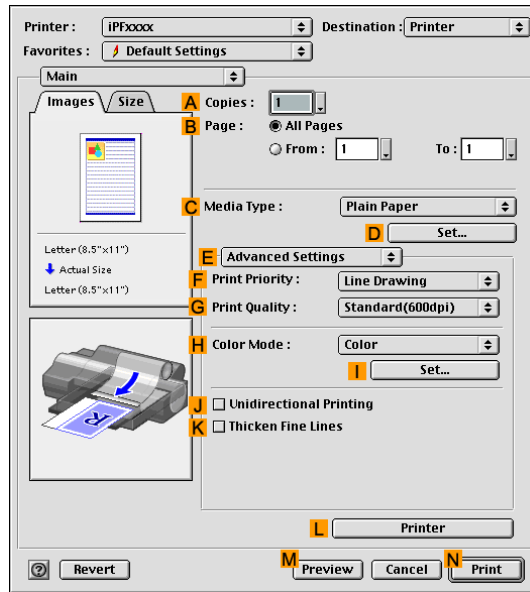 Printer : iPFxxxx Destination : Printer
Favorites : Default Settings
Main
Images Size
A Copies : 1
B Page : All Pages
From : 1 To : 1
C Media Type : Plain Paper
D Set...
Letter (8.5"x11")
Actual Size
Letter (8.5"x11")
E Advanced Settings
F Print Priority : Line Drawing
G Print Quality : Standard(600dpi)
H Color Mode : Color
I Set...
R
J Unidirectional Printing
K Thicken Fine Lines
L Printer
? Revert M Preview Cancel N Print